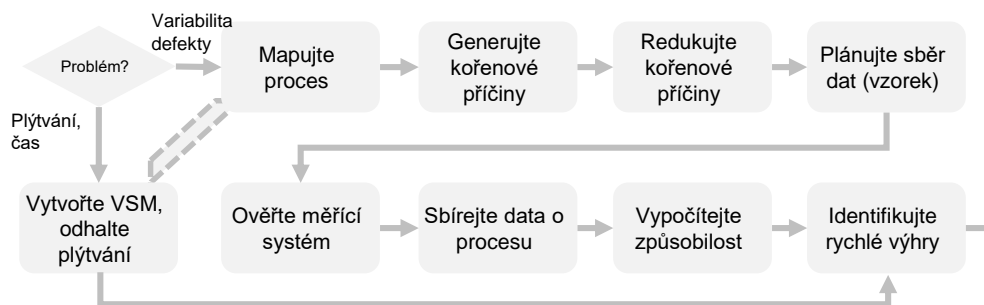 Variabilita
defekty
Problém?
Mapujte
proces
Generujte
kořenové
příčiny
Redukujte
kořenové
příčiny
Plánujte sběr
dat (vzorek)
Plýtvání,
čas
Vytvořte VSM,
odhalte
plýtvání
Ověřte měřící
systém
Sbírejte data o
procesu
Vypočítejte
způsobilost
Identifikujte
rychlé výhry